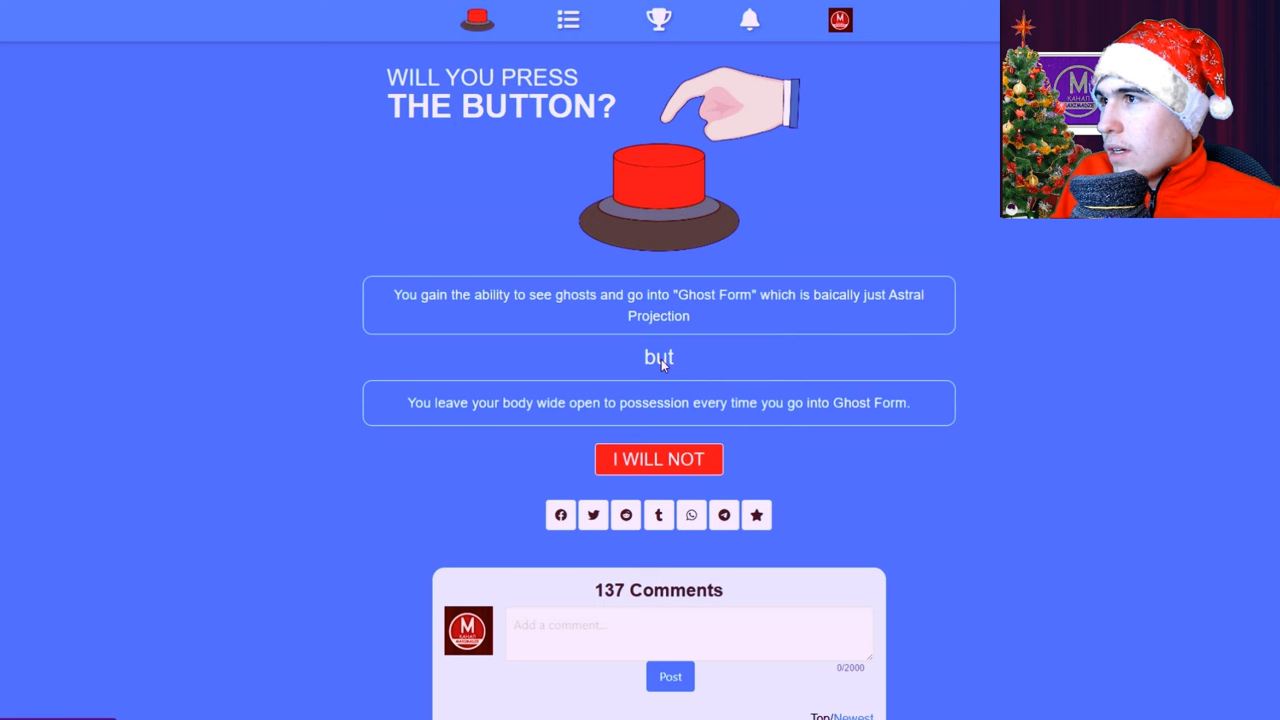 WILL YOU PRESS
THE BUTTON?
You gain the ability to see ghosts and go into "Ghost Form" which is baically just Astral
Projection
but
You leave your body wide open to possession every time you go into Ghost Form.
I WILL NOT
137 Comments
M
КАНАЛ
Add a comment...
0/2000
Post
Top/Newest
M
КАНАЛ